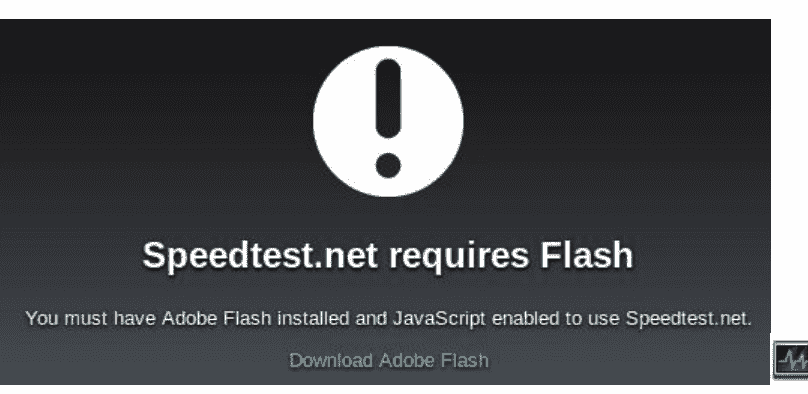 Speedtest.net requires Flash
You must have Adobe Flash installed and JavaScript enabled to use Speedtest.net.
Download Adobe Flash